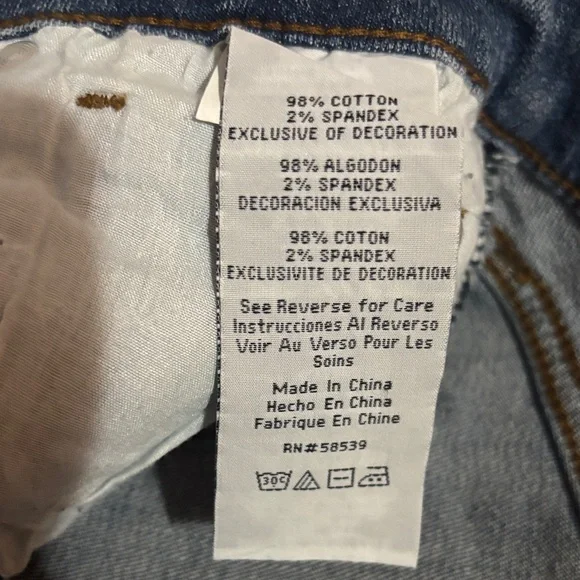 98% COTTON
2% SPANDEX
EXCLUSIVE OF DECORATION
98% ALGODON
2% SPANDEX
DECORACION EXCLUSIVA
98% COTON
2% SPANDEX
EXCLUSIVITE DE DECORATION
See Reverse for Care
Instrucciones Al Reverso
Voir Au Verso Pour Les
Soins
Made In China
Hecho En China
Fabrique En Chine
RN#58539
30C